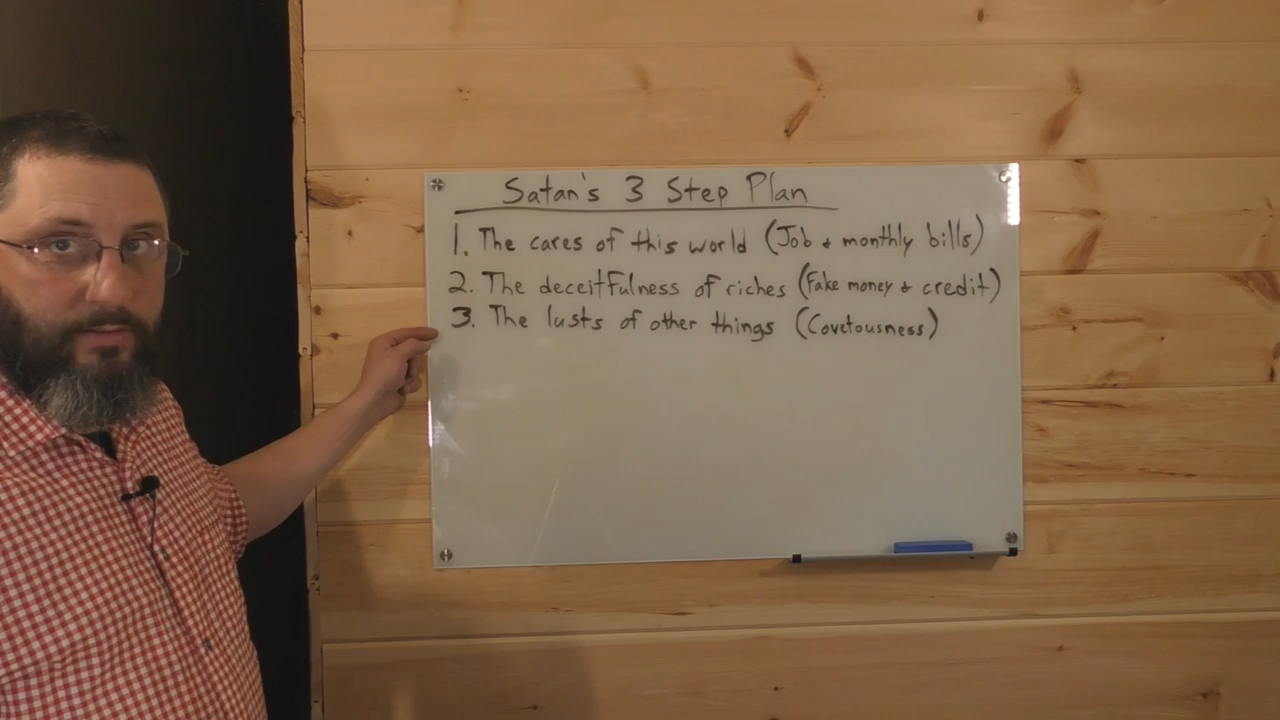 Satan's 3 Step Plan
1. The cares of this world (Job & monthly bills)
2. The deceitfulness of riches (Fake money & credit)
3. The lusts of other things (Covetousness)